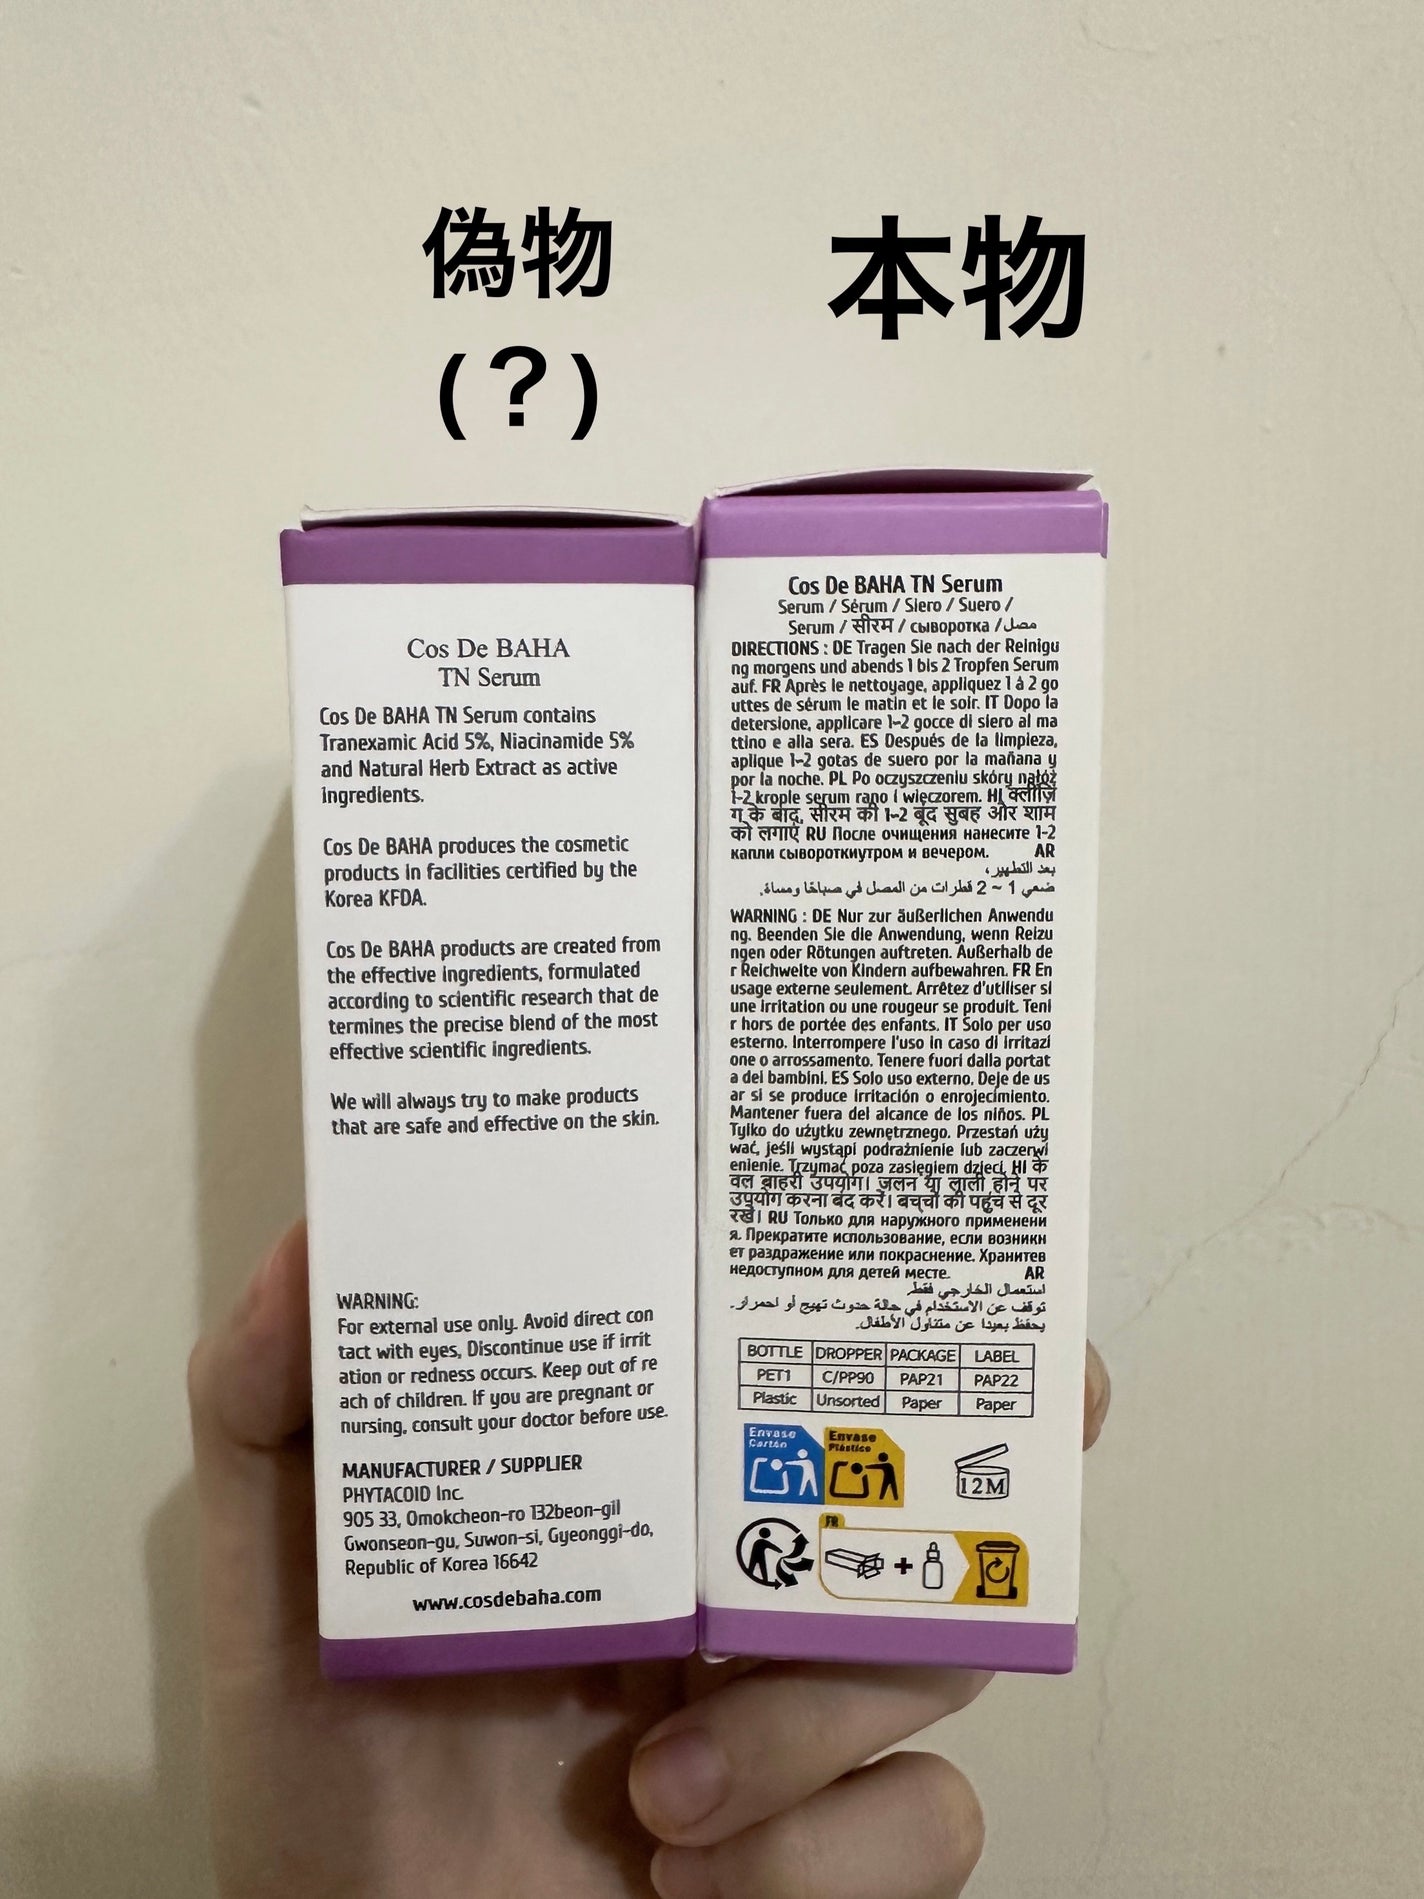 偽物
(?)
本物
Cos De BAHA
TN Serum
Cos De BAHA TN Serum contains
Tranexamic Acid 5%, Niacinamide 5%
and Natural Herb Extract as active
ingredients.
Cos De BAHA produces the cosmetic
products in facilities certified by the
Korea KFDA.
Cos De BAHA products are created from
the effective ingredients, formulated
according to scientific research that de
termines the precise blend of the most
effective scientific ingredients.
We will always try to make products
that are safe and effective on the skin.
WARNING:
For external use only. Avoid direct con
tact with eyes, Discontinue use if irrit
ation or redness occurs. Keep out of re
ach of children. If you are pregnant or
nursing, consult your doctor before use.
MANUFACTURER / SUPPLIER
PHYTACOID Inc.
905 33, Omokcheon-ro 132beon-gil
Gwonseon-gu, Suwon-si, Gyeonggi-do,
Republic of Korea 16642
www.cosdebaha.com
Cos De BAHA TN Serum
Serum / Sérum / Siero / Suero /
Serum / सीरम / сыворотка / مصل
DIRECTIONS : DE Tragen Sie nach der Reinigu
ng morgens und abends 1 bis 2 Tropfen Serum
auf. FR Après le nettoyage, appliquez 1 à 2 go
uttes de sérum le matin et le soir. IT Dopo la
detersione, applicare 1-2 gocce di siero al ma
ttino e alla sera. ES Después de la limpieza,
aplique 1-2 gotas de suero por la mañana y
por la noche. PL Po oczyszczeniu skóry nałóż
1-2 krople serum rano i wieczorem. HI क्लींज़िं
ग के बाद, सीरम की 1-2 बूंद सुबह और शाम
को लगाएं RU После очищения нанесите 1-2
капли сывороткиутром и вечером. AR
بعد التطهير،
ضعي 1 ~ 2 قطرات من المصل في صباحًا ومساءً.
WARNING : DE Nur zur äußerlichen Anwendu
ng. Beenden Sie die Anwendung, wenn Reizu
ngen oder Rötungen auftreten. Außerhalb de
r Reichweite von Kindern aufbewahren. FR En
usage externe seulement. Arrêtez d'utiliser si
une irritation ou une rougeur se produit. Teni
r hors de portée des enfants. IT Solo per uso
esterno. Interrompere l'uso in caso di irritazi
one o arrossamento. Tenere fuori dalla portat
a dei bambini. ES Solo uso externo. Deje de us
ar si se produce irritación o enrojecimiento.
Mantener fuera del alcance de los niños. PL
Tylko do użytku zewnętrznego. Przestań uży
wać, jeśli wystąpi podrażnienie lub zaczerwi
enienie. Trzymać poza zasięgiem dzieci. HI के
वल बाहरी उपयोग। जलन या लाली होने पर
उपयोग करना बंद करें। बच्चों की पहुंच से दूर
रखें। RU Только для наружного применени
я. Прекратите использование, если возникн
ет раздражение или покраснение. Хранитев
недоступном для детей месте. AR
استعمال الخارجي فقط
توقف عن الاستخدام في حالة حدوث تهيج أو احمرار.
يحفظ بعيدا عن متناول الأطفال.
BOTTLE DROPPER PACKAGE LABEL
PET1 C/PP90 PAP21 PAP22
Plastic Unsorted Paper Paper
Envase Cartón Envase Plástico
12M
FR
+